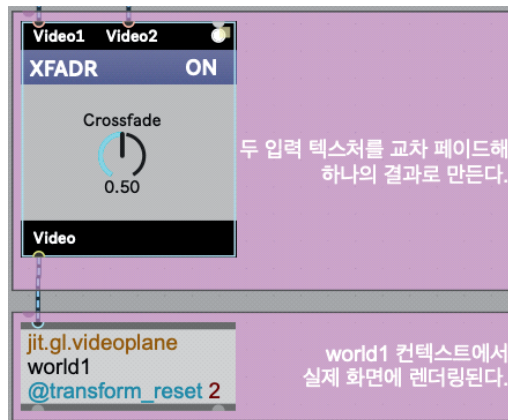 Video1 Video2
XFADR ON
Crossfade
0.50
두 입력 텍스처를 교차 페이드해
하나의 결과로 만든다.
Video
jit.gl.videoplane
world1
@transform_reset 2
world1 컨텍스트에서
실제 화면에 렌더링된다.